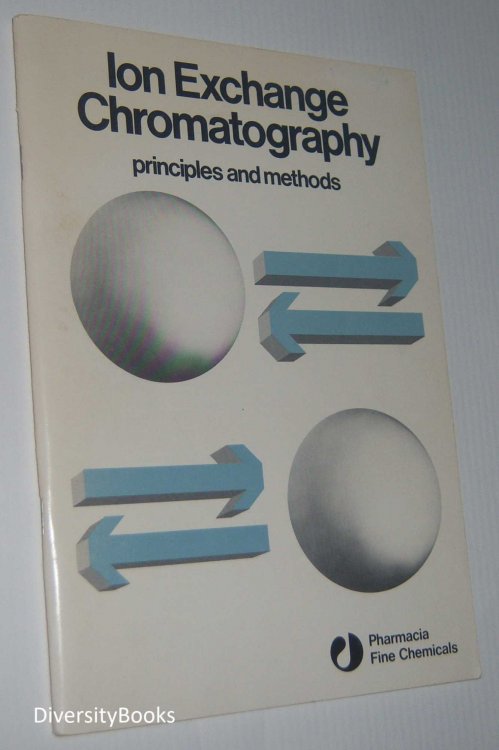 Ion Exchange
Chromatography
principles and methods
Pharmacia
Fine Chemicals
DiversityBooks